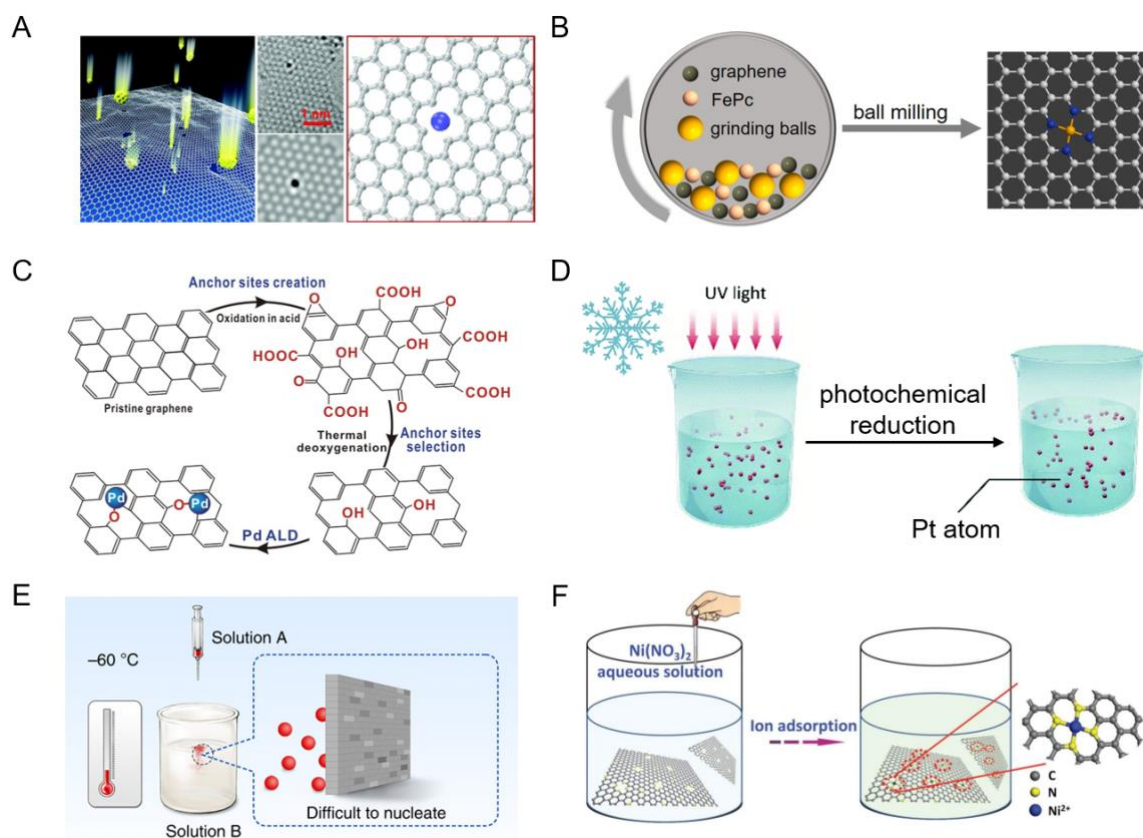 A
1 nm
B
graphene
FePc
grinding balls
ball milling
C
Anchor sites creation
Oxidation in acid
Pristine graphene
O
COOH
O
COOH
HOOC
OH
OH
O
COOH
COOH
O
Thermal
deoxygenation
Anchor sites
selection
OH
OH
Pd ALD
Pd
O
O
Pd
D
UV light
photochemical
reduction
Pt atom
E
–60 °C
Solution A
Solution B
Difficult to nucleate
F
Ni(NO₃)₂
aqueous solution
Ion adsorption
C
N
Ni²⁺